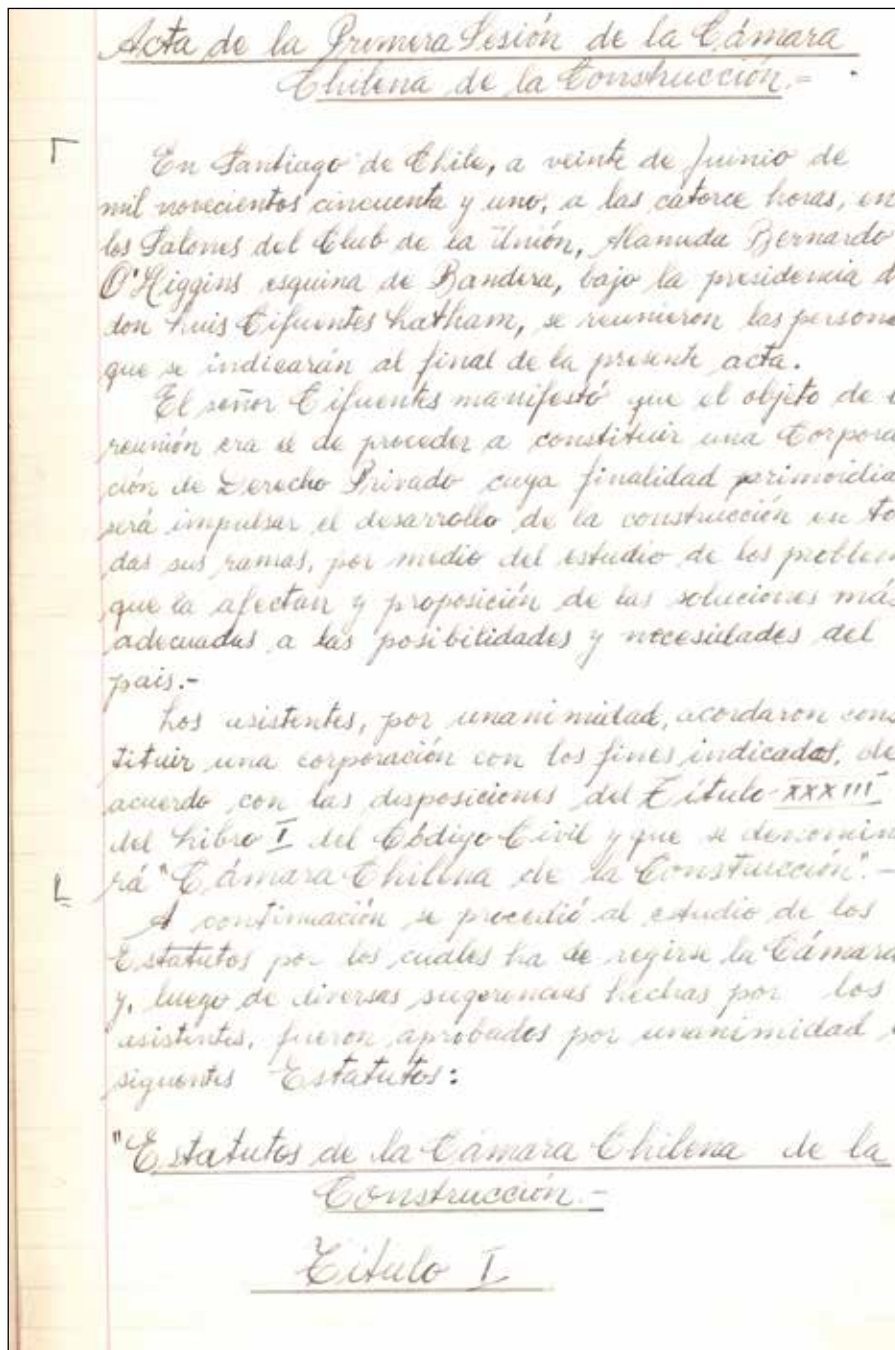 Acta de la Primera Sesión de la Cámara
Chilena de la Construcción.-
En Santiago de Chile, a veinte de Juinio de
mil novecientos cincuenta y uno, a las catorce horas, en
los Salones del Club de la Unión, Alameda Bernardo
O'Higgins esquina de Bandera, bajo la presidencia d
don Luis Cifuentes Latham, se reunieron las persona
que se indicarán al final de la presente acta.
El señor Cifuentes manifestó que el objeto de l
reunión era el de proceder a constituir una Corpora
ción de Derecho Privado cuya finalidad primordia
será impulsar el desarrollo de la construcción en to
das sus ramas, por medio del estudio de los problem
que la afectan y proposición de las soluciones más
adecuadas a las posibilidades y necesidades del
país.-
Los asistentes, por unanimidad, acordaron cons
tituir una corporación con los fines indicados, de
acuerdo con las disposiciones del Título XXXIII
del Libro I del Código Civil y que se denomin
rá "Cámara Chilena de la Construcción".-
A continuación se procedió al estudio de los
Estatutos por los cuales ha de regirse la Cámara
y, luego de diversas sugerencias hechas por los
asistentes, fueron aprobados por unanimidad
siguientes Estatutos:
"Estatutos de la Cámara Chilena de la
Construcción.-
Título I